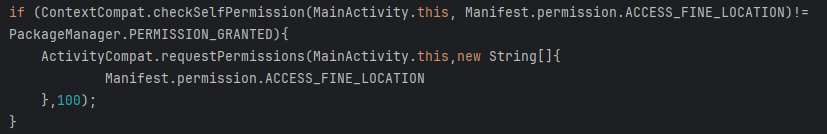 if (ContextCompat.checkSelfPermission(MainActivity.this, Manifest.permission.ACCESS_FINE_LOCATION)!=
PackageManager.PERMISSION_GRANTED){
    ActivityCompat.requestPermissions(MainActivity.this,new String[]{
            Manifest.permission.ACCESS_FINE_LOCATION
    },100);
}